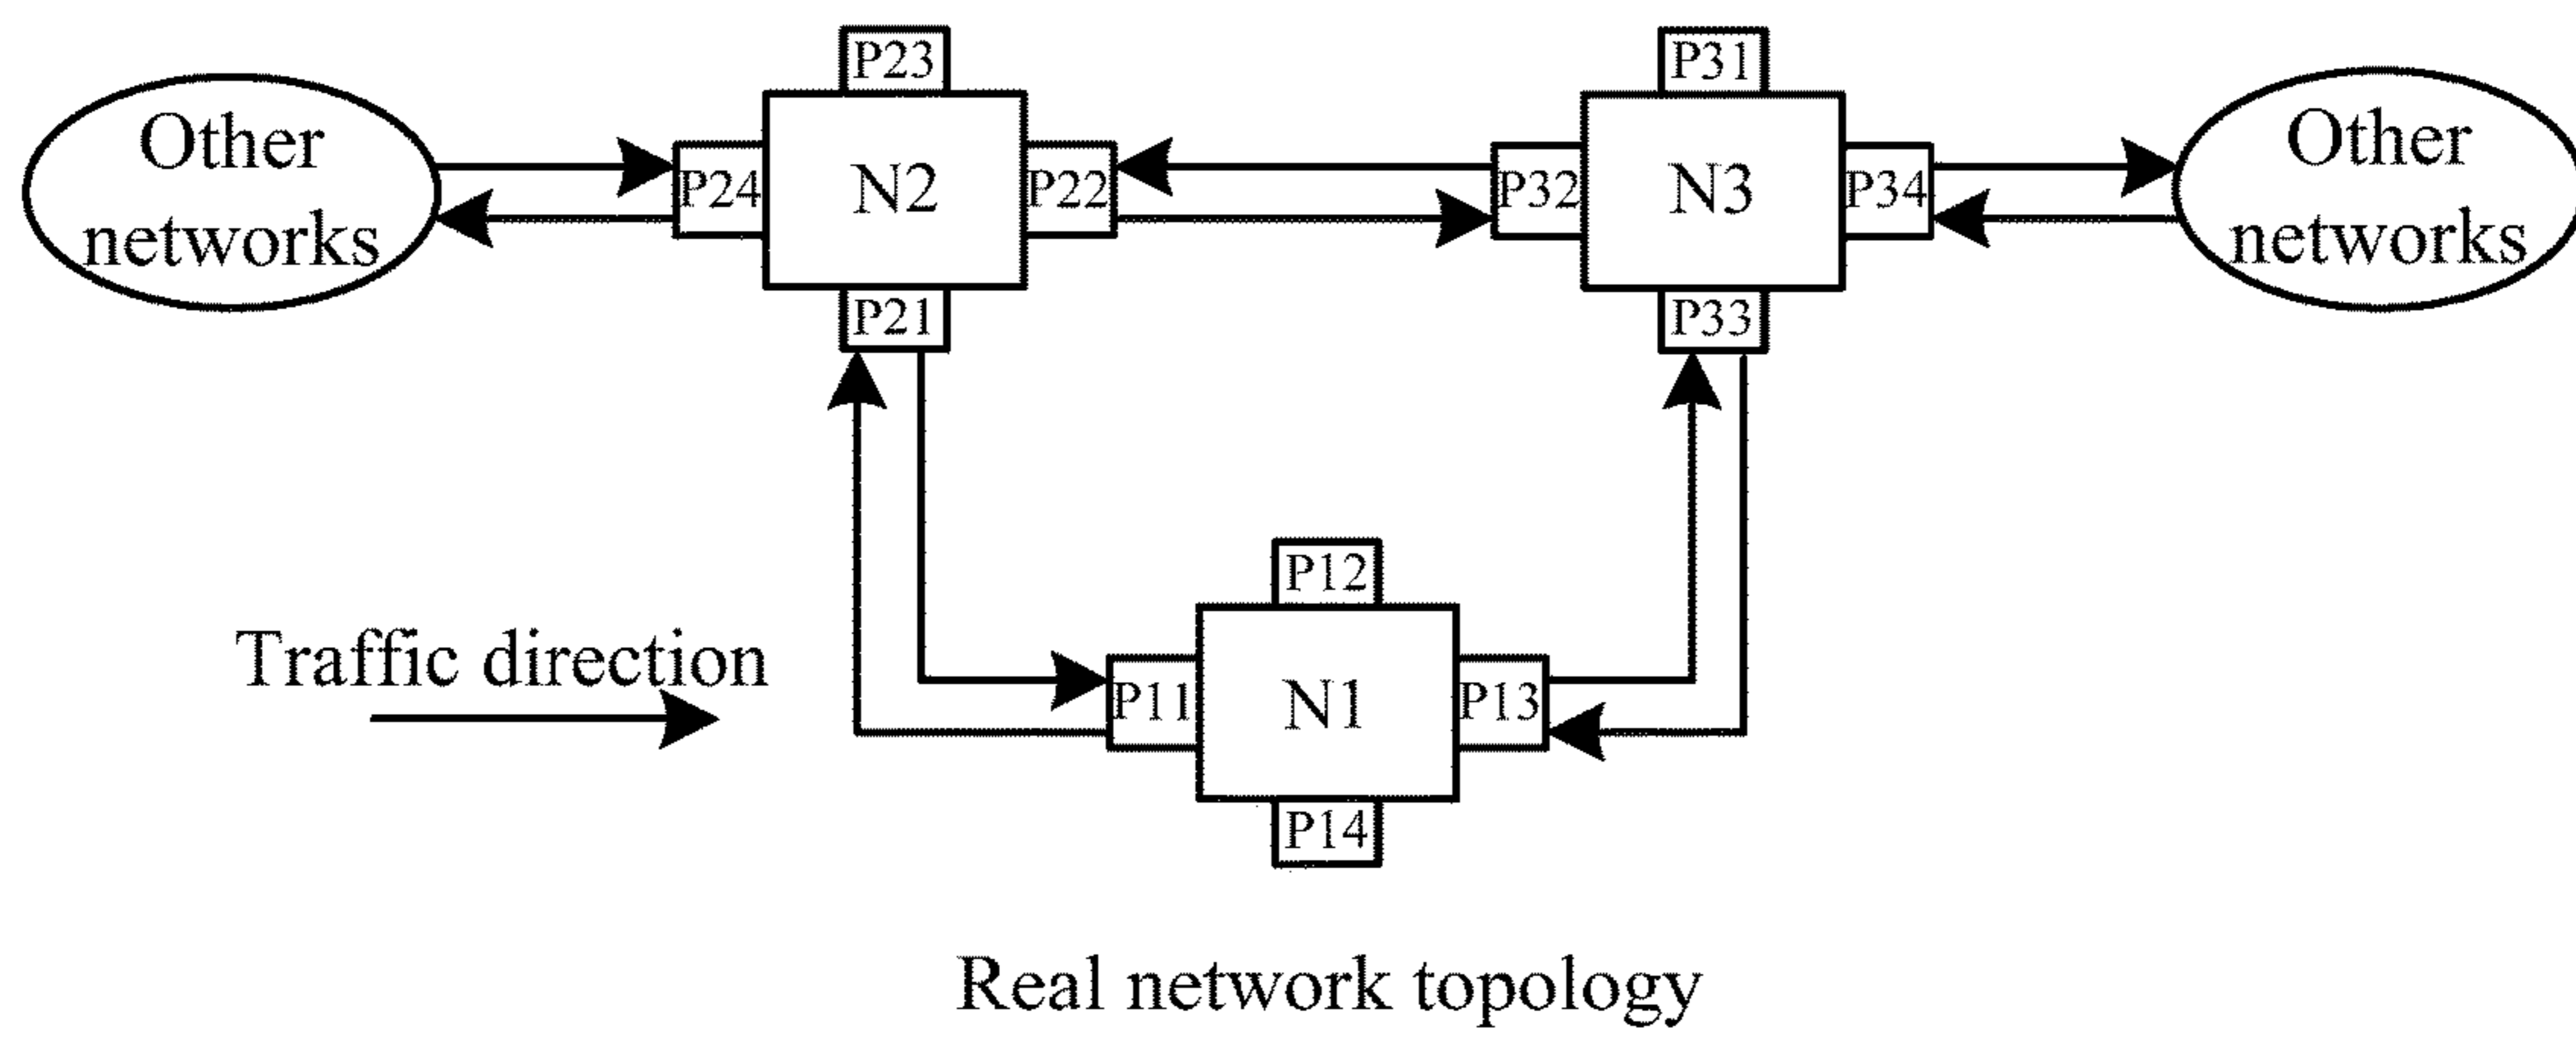 P23
P31
Other
networks
P24
N2
P22
P32
N3
P34
Other
networks
P21
P33
P12
Traffic direction
P11
N1
P13
P14
Real network topology